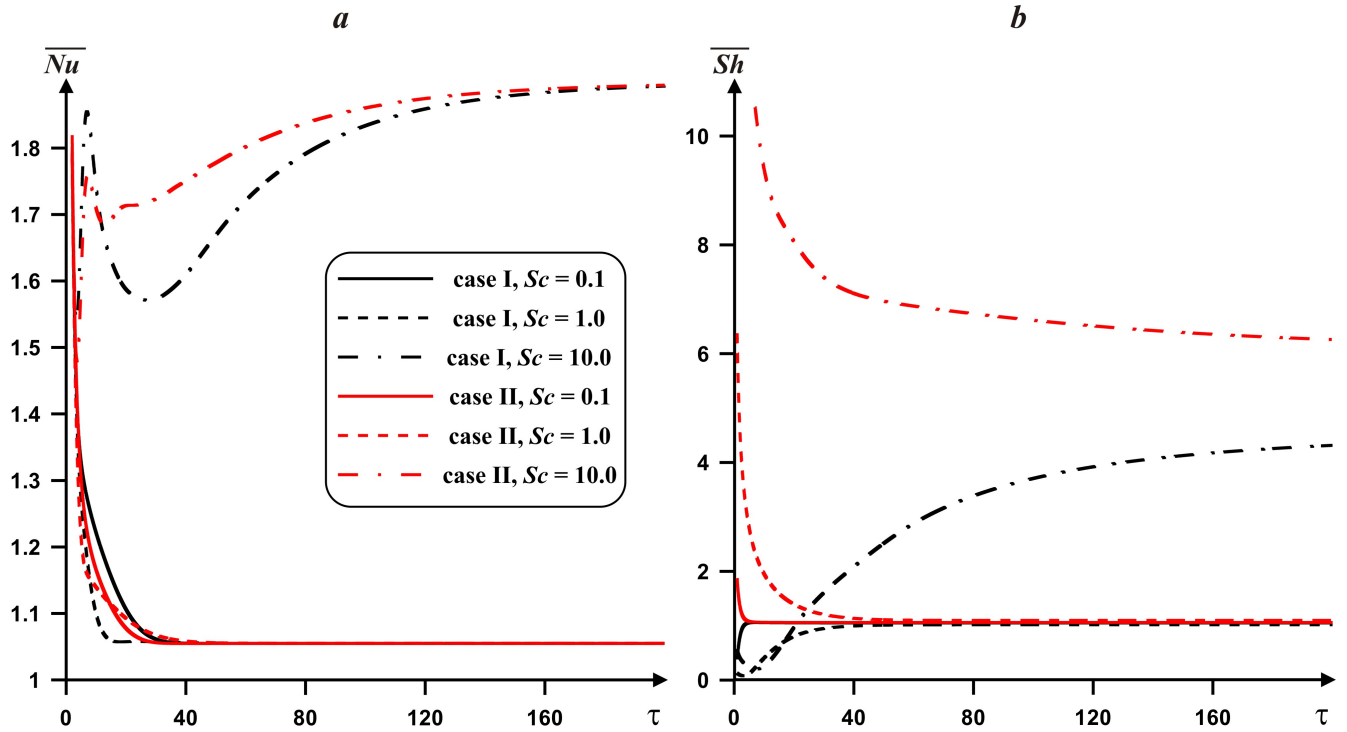 a
b
Nu
Sh
1.8
1.7
1.6
1.5
1.4
1.3
1.2
1.1
1
0
40
80
120
160
τ
case I, Sc = 0.1
case I, Sc = 1.0
case I, Sc = 10.0
case II, Sc = 0.1
case II, Sc = 1.0
case II, Sc = 10.0
10
8
6
4
2
0
0
40
80
120
160
τ